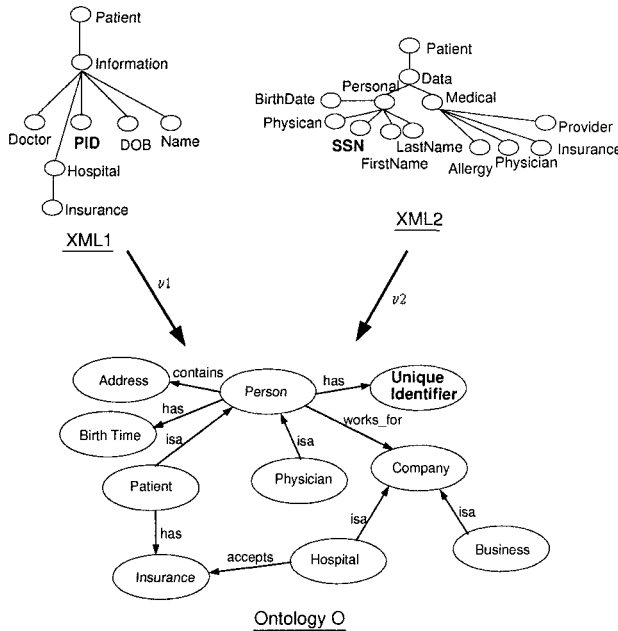 Patient
Information
Doctor
PID
DOB
Name
Hospital
Insurance
XML1
Patient
Personal
Data
BirthDate
Medical
Physican
Provider
SSN
LastName
Insurance
FirstName
Allergy
Physician
XML2
ν1
ν2
Address
contains
Person
has
Unique
Identifier
has
Birth Time
isa
isa
works_for
Patient
Physician
Company
has
isa
isa
Insurance
accepts
Hospital
Business
Ontology O